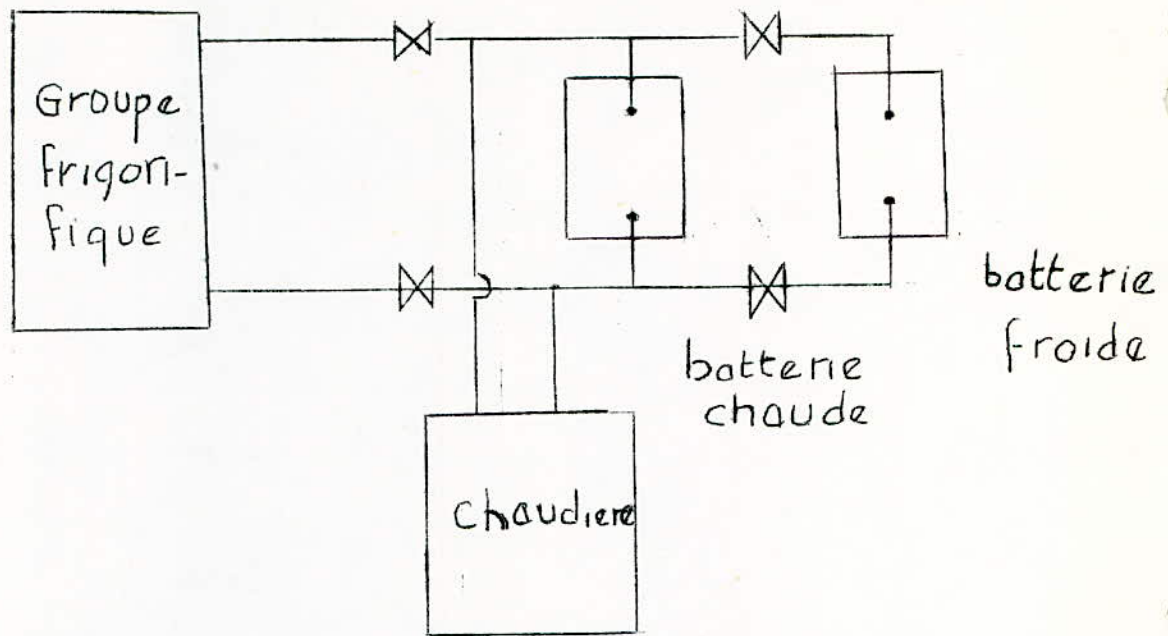 Groupe
frigori-
fique
batterie
froide
batterie
chaude
chaudiere